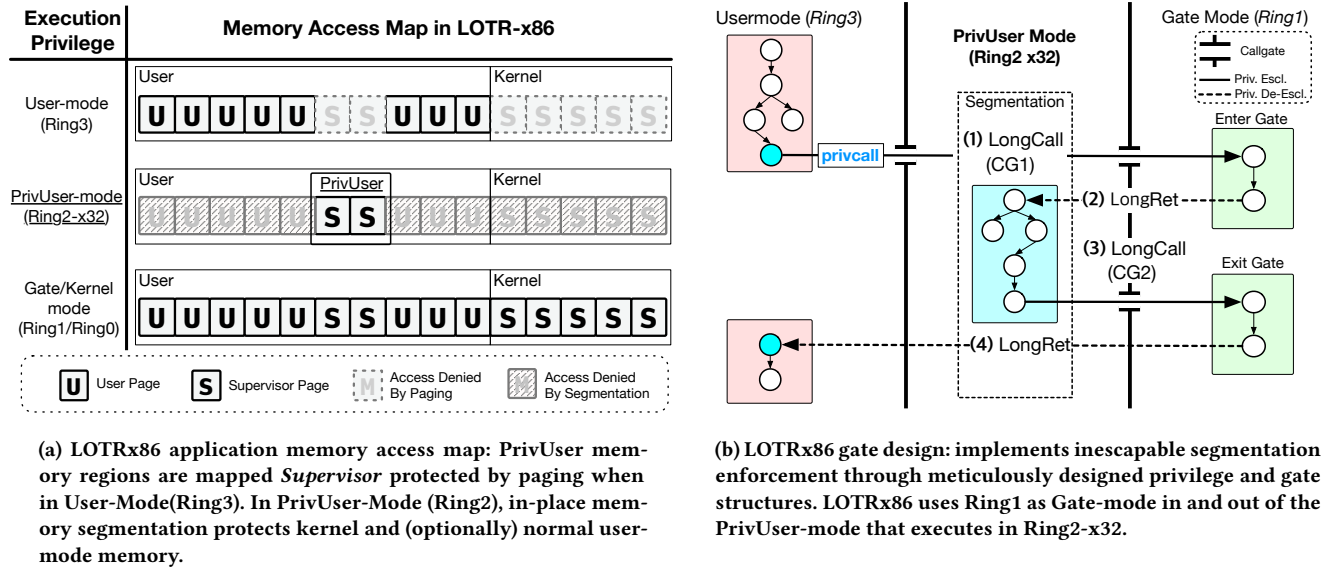 Execution
Privilege
Memory Access Map in LOTR-x86
User-mode
(Ring3)
User
Kernel
U U U U U S S U U U S S S S S
PrivUser-mode
(Ring2-x32)
User
PrivUser
Kernel
U U U U U S S U U U S S S S S
Gate/Kernel
mode
(Ring1/Ring0)
User
Kernel
U U U U U S S U U U S S S S S
U User Page
S Supervisor Page
M Access Denied
By Paging
M Access Denied
By Segmentation
(a) LOTRx86 application memory access map: PrivUser mem-
ory regions are mapped Supervisor protected by paging when
in User-Mode(Ring3). In PrivUser-Mode (Ring2), in-place mem-
ory segmentation protects kernel and (optionally) normal user-
mode memory.
Usermode (Ring3)
PrivUser Mode
(Ring2 x32)
Gate Mode (Ring1)
Callgate
Priv. Escl.
Priv. De-Escl.
Segmentation
Enter Gate
privcall
(1) LongCall
(CG1)
(2) LongRet
(3) LongCall
(CG2)
Exit Gate
(4) LongRet
(b) LOTRx86 gate design: implements inescapable segmentation
enforcement through meticulously designed privilege and gate
structures. LOTRx86 uses Ring1 as Gate-mode in and out of the
PrivUser-mode that executes in Ring2-x32.